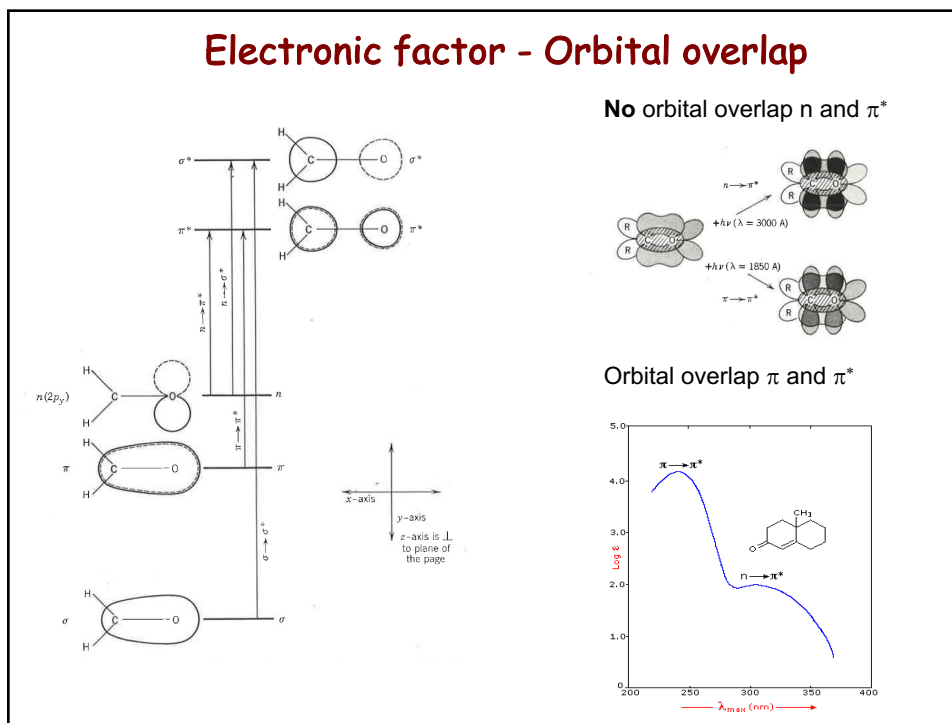 Electronic factor - Orbital overlap
No orbital overlap n and π*
H
C
O
H
σ*
σ*
H
C
O
H
π*
π*
n→π*
n→σ*
R
R
C
O
n→π*
+hν (λ = 3000 A)
R
R
C
O
+hν (λ = 1850 A)
π→π*
R
R
C
O
Orbital overlap π and π*
H
C
O
H
n(2py)
n
π→π*
H
C
O
H
π
π
σ→σ*
x-axis
y-axis
z-axis is ⊥
to plane of
the page
H
C
O
H
σ
σ
5.0
4.0
3.0
2.0
1.0
0
Log ε
π→π*
CH3
O
n→π*
200
250
300
350
400
λmax (nm)